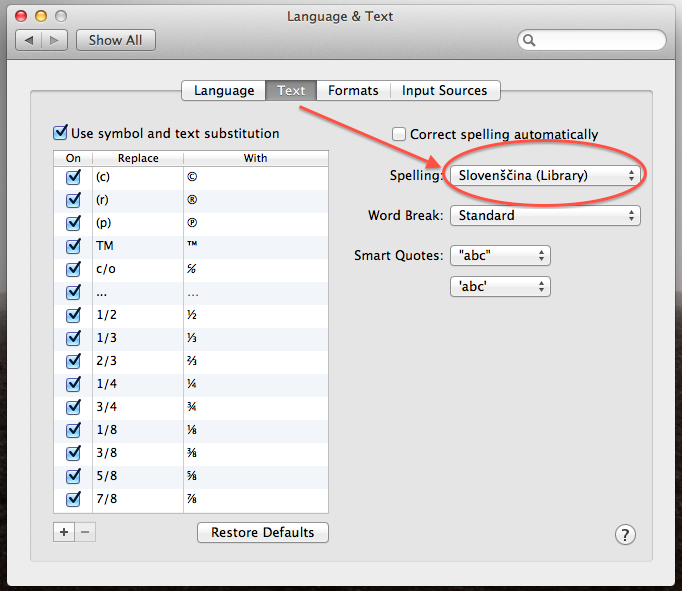 Language & Text
Show All
Language Text Formats Input Sources
Use symbol and text substitution
On Replace With
(c) ©
(r) ®
(p) ℗
TM ™
c/o ℅
... …
1/2 ½
1/3 ⅓
2/3 ⅔
1/4 ¼
3/4 ¾
1/8 ⅛
3/8 ⅜
5/8 ⅝
7/8 ⅞
+ −
Restore Defaults
Correct spelling automatically
Spelling: Slovenščina (Library)
Word Break: Standard
Smart Quotes: "abc"
'abc'
?